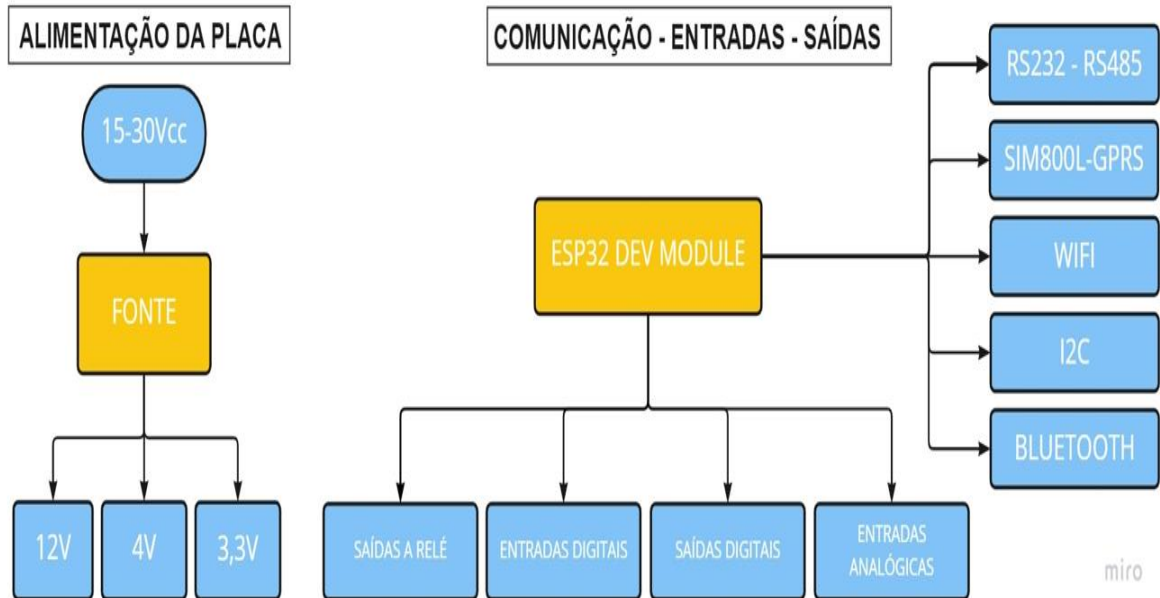 ALIMENTAÇÃO DA PLACA
15-30Vcc
FONTE
12V
4V
3,3V
COMUNICAÇÃO - ENTRADAS - SAÍDAS
ESP32 DEV MODULE
RS232 - RS485
SIM800L-GPRS
WIFI
I2C
BLUETOOTH
SAÍDAS A RELÉ
ENTRADAS DIGITAIS
SAÍDAS DIGITAIS
ENTRADAS
ANALÓGICAS
miro